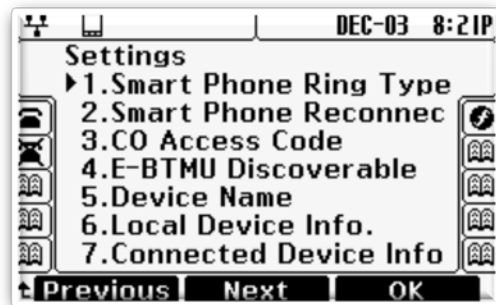 DEC-03 8:21P
Settings
1.Smart Phone Ring Type
2.Smart Phone Reconnec
3.CO Access Code
4.E-BTMU Discoverable
5.Device Name
6.Local Device Info.
7.Connected Device Info
Previous Next OK